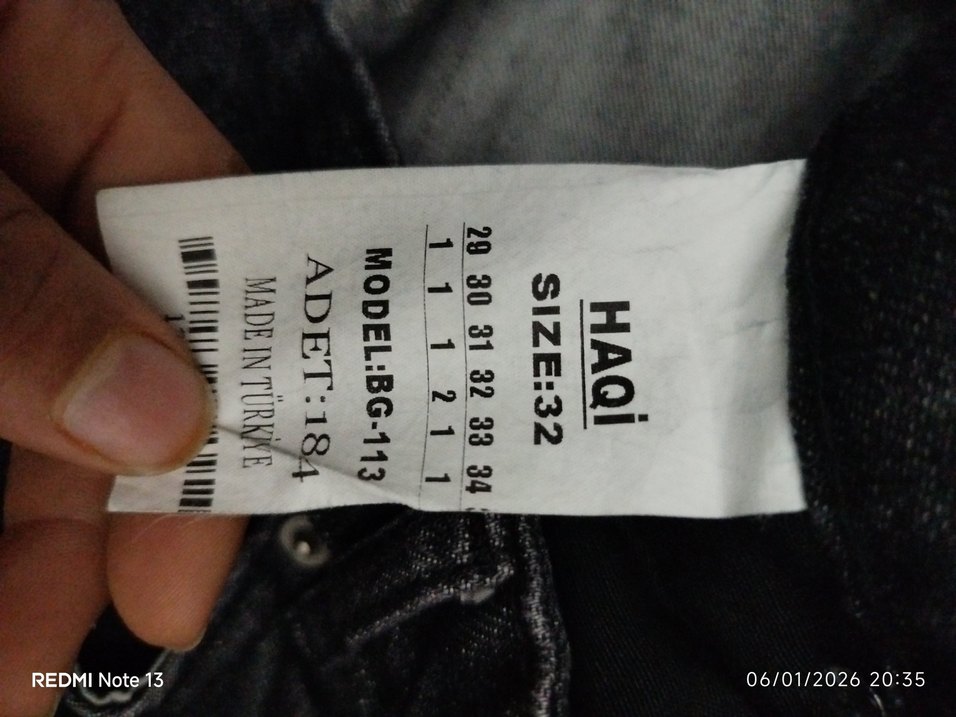 HAQİ
SIZE:32
29 30 31 32 33 34
1 1 1 2 1 1
MODEL:BG-113
ADET:184
MADE IN TÜRKİYE
REDMI Note 13
06/01/2026 20:35